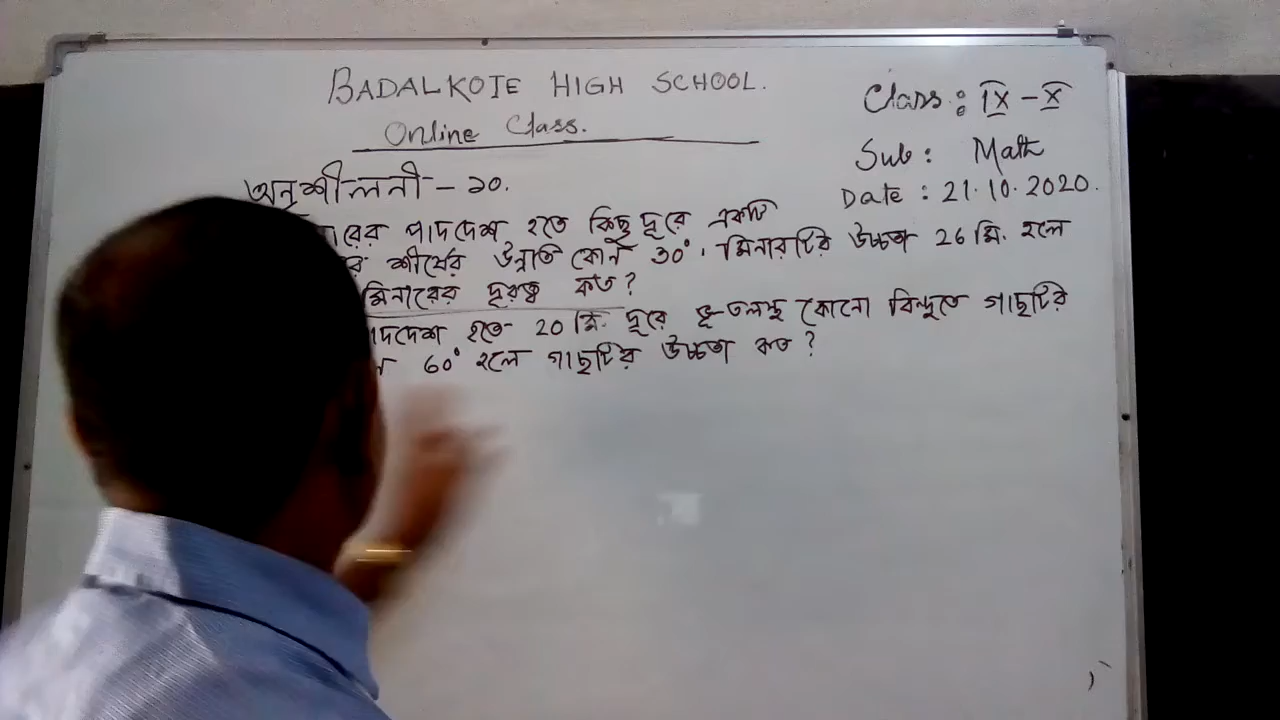 BADALKOTE HIGH SCHOOL.
Online Class.
Class: IX - X
Sub: Math
Date: 21.10.2020.
অনুশীলনী - ১০.
পাদদেশ হতে কিছু দূরে একটি
শীর্ষের উন্নতি কোন 30°. মিনারটির উচ্চতা 26 মি. হলে
মিনারের দূরত্ব কত?
হতে 20 মি. দূরে ভূ-তলস্থ কোনো বিন্দুতে গাছটির
60° হলে গাছটির উচ্চতা কত?